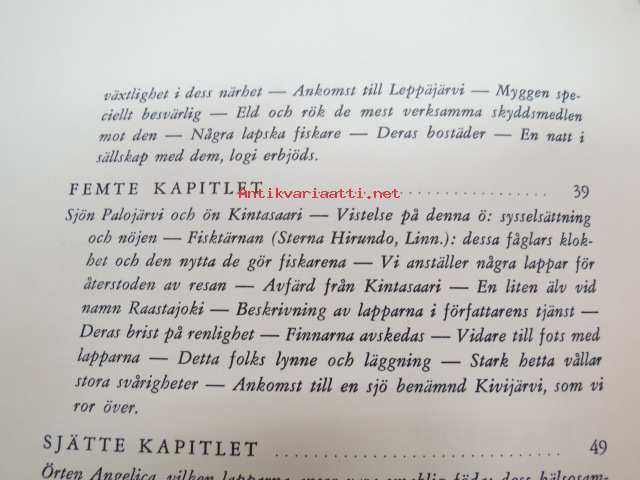 växtlighet i dess närhet — Ankomst till Leppäjärvi — Myggen spe-
ciellt besvärlig — Eld och rök de mest verksamma skyddsmedlen
mot den — Några lapska fiskare — Deras bostäder — En natt i
sällskap med dem, logi erbjöds.
Antikvariaatti.net
FEMTE KAPITLET .................. 39
Sjön Palojärvi och ön Kintasaari — Vistelse på denna ö: sysselsättning
och nöjen — Fisktärnan (Sterna Hirundo, Linn.): dessa fåglars klok-
het och den nytta de gör fiskarena — Vi anställer några lappar för
återstoden av resan — Avfärd från Kintasaari — En liten älv vid
namn Raastajoki — Beskrivning av lapparna i författarens tjänst —
Deras brist på renlighet — Finnarna avskedas — Vidare till fots med
lapparna — Detta folks lynne och läggning — Stark hetta vållar
stora svårigheter — Ankomst till en sjö benämnd Kivijärvi, som vi
ror över.
SJÄTTE KAPITLET .................. 49
Örten Angelica, vilken lapparna